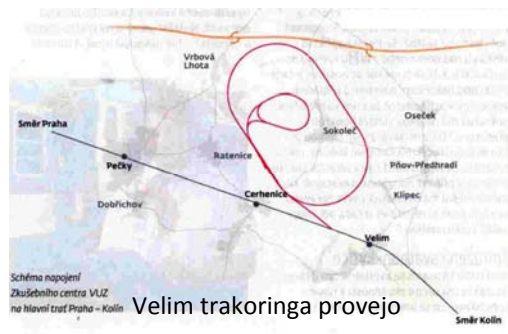 Vrbová
Lhota
Směr Praha
Oseček
Sokoleč
Ratenice
Pečky
Pňov-Předhradí
Cerhenice
Klipec
Dobřichov
Velim
Schéma napojení
Zkušebního centra VUZ
na hlavní trať Praha – Kolín
Velim trakoringa provejo
Směr Kolín